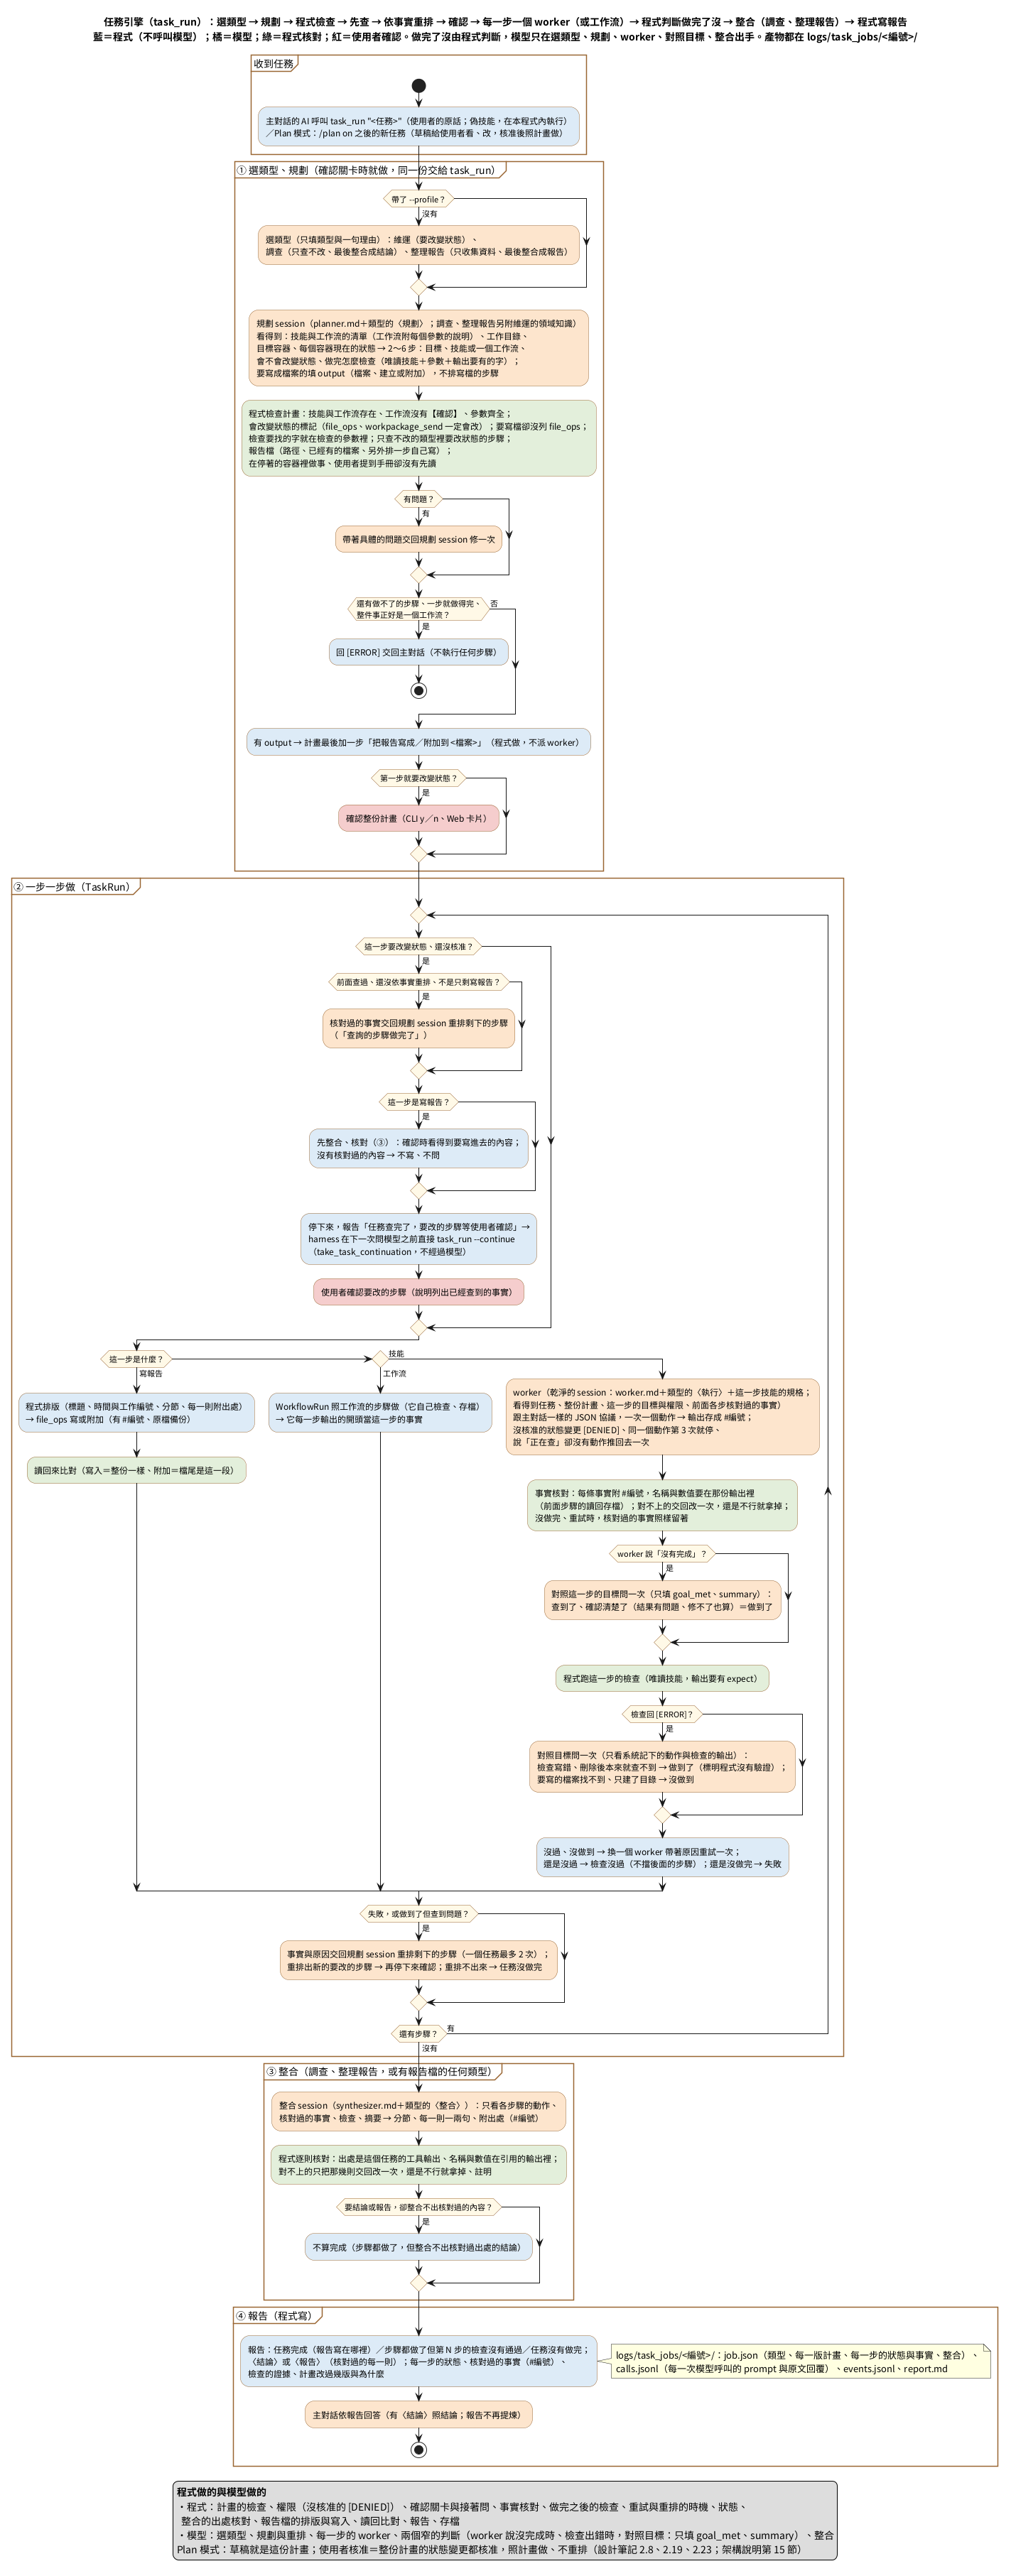 任務引擎（task_run）：選類型 → 規劃 → 程式檢查 → 先查 → 依事實重排 → 確認 → 每一步一個 worker（或工作流）→ 程式判斷做完了沒 → 整合（調查、整理報告）→ 程式寫報告
藍＝程式（不呼叫模型）；橘＝模型；綠＝程式核對；紅＝使用者確認。做完了沒由程式判斷，模型只在選類型、規劃、worker、對照目標、整合出手。產物都在 logs/task_jobs/<編號>/
收到任務
主對話的 AI 呼叫 task_run "<任務>"（使用者的原話；偽技能，在本程式內執行）
／Plan 模式：/plan on 之後的新任務（草稿給使用者看、改，核准後照計畫做）
① 選類型、規劃（確認關卡時就做，同一份交給 task_run）
帶了 --profile？
沒有
選類型（只填類型與一句理由）：維運（要改變狀態）、
調查（只查不改、最後整合成結論）、整理報告（只收集資料、最後整合成報告）
規劃 session（planner.md＋類型的〈規劃〉；調查、整理報告另附維運的領域知識）
看得到：技能與工作流的清單（工作流附每個參數的說明）、工作目錄、
目標容器、每個容器現在的狀態 → 2～6 步：目標、技能或一個工作流、
會不會改變狀態、做完怎麼檢查（唯讀技能＋參數＋輸出要有的字）；
要寫成檔案的填 output（檔案、建立或附加），不排寫檔的步驟
程式檢查計畫：技能與工作流存在、工作流沒有【確認】、參數齊全；
會改變狀態的標記（file_ops、workpackage_send 一定會改）；要寫檔卻沒列 file_ops；
檢查要找的字就在檢查的參數裡；只查不改的類型裡要改狀態的步驟；
報告檔（路徑、已經有的檔案、另外排一步自己寫）；
在停著的容器裡做事、使用者提到手冊卻沒有先讀
有問題？
有
帶著具體的問題交回規劃 session 修一次
還有做不了的步驟、一步就做得完、
整件事正好是一個工作流？
否
是
回 [ERROR] 交回主對話（不執行任何步驟）
有 output → 計畫最後加一步「把報告寫成／附加到 <檔案>」（程式做，不派 worker）
第一步就要改變狀態？
是
確認整份計畫（CLI y／n、Web 卡片）
② 一步一步做（TaskRun）
這一步要改變狀態、還沒核准？
是
前面查過、還沒依事實重排、不是只剩寫報告？
是
核對過的事實交回規劃 session 重排剩下的步驟
（「查詢的步驟做完了」）
這一步是寫報告？
是
先整合、核對（③）：確認時看得到要寫進去的內容；
沒有核對過的內容 → 不寫、不問
停下來，報告「任務查完了，要改的步驟等使用者確認」→
harness 在下一次問模型之前直接 task_run --continue
（take_task_continuation，不經過模型）
使用者確認要改的步驟（說明列出已經查到的事實）
這一步是什麼？
技能
寫報告
工作流
程式排版（標題、時間與工作編號、分節、每一則附出處）
→ file_ops 寫或附加（有 #編號、原檔備份）
讀回來比對（寫入＝整份一樣、附加＝檔尾是這一段）
WorkflowRun 照工作流的步驟做（它自己檢查、存檔）
→ 它每一步輸出的開頭當這一步的事實
worker（乾淨的 session：worker.md＋類型的〈執行〉＋這一步技能的規格；
看得到任務、整份計畫、這一步的目標與權限、前面各步核對過的事實）
跟主對話一樣的 JSON 協議，一次一個動作 → 輸出存成 #編號；
沒核准的狀態變更 [DENIED]、同一個動作第 3 次就停、
說「正在查」卻沒有動作推回去一次
事實核對：每條事實附 #編號，名稱與數值要在那份輸出裡
（前面步驟的讀回存檔）；對不上的交回改一次，還是不行就拿掉；
沒做完、重試時，核對過的事實照樣留著
worker 說「沒有完成」？
是
對照這一步的目標問一次（只填 goal_met、summary）：
查到了、確認清楚了（結果有問題、修不了也算）＝做到了
程式跑這一步的檢查（唯讀技能，輸出要有 expect）
檢查回 [ERROR]？
是
對照目標問一次（只看系統記下的動作與檢查的輸出）：
檢查寫錯、刪除後本來就查不到 → 做到了（標明程式沒有驗證）；
要寫的檔案找不到、只建了目錄 → 沒做到
沒過、沒做到 → 換一個 worker 帶著原因重試一次；
還是沒過 → 檢查沒過（不擋後面的步驟）；還是沒做完 → 失敗
失敗，或做到了但查到問題？
是
事實與原因交回規劃 session 重排剩下的步驟（一個任務最多 2 次）；
重排出新的要改的步驟 → 再停下來確認；重排不出來 → 任務沒做完
還有步驟？
有
沒有
③ 整合（調查、整理報告，或有報告檔的任何類型）
整合 session（synthesizer.md＋類型的〈整合〉）：只看各步驟的動作、
核對過的事實、檢查、摘要 → 分節、每一則一兩句、附出處（#編號）
程式逐則核對：出處是這個任務的工具輸出、名稱與數值在引用的輸出裡；
對不上的只把那幾則交回改一次，還是不行就拿掉、註明
要結論或報告，卻整合不出核對過的內容？
是
不算完成（步驟都做了，但整合不出核對過出處的結論）
④ 報告（程式寫）
報告：任務完成（報告寫在哪裡）／步驟都做了但第 N 步的檢查沒有通過／任務沒有做完；
〈結論〉或〈報告〉（核對過的每一則）；每一步的狀態、核對過的事實（#編號）、
檢查的證據、計畫改過幾版與為什麼
logs/task_jobs/<編號>/：job.json（類型、每一版計畫、每一步的狀態與事實、整合）、
calls.jsonl（每一次模型呼叫的 prompt 與原文回覆）、events.jsonl、report.md
主對話依報告回答（有〈結論〉照結論；報告不再提煉）
程式做的與模型做的
・程式：計畫的檢查、權限（沒核准的 [DENIED]）、確認關卡與接著問、事實核對、做完之後的檢查、重試與重排的時機、狀態、
整合的出處核對、報告檔的排版與寫入、讀回比對、報告、存檔
・模型：選類型、規劃與重排、每一步的 worker、兩個窄的判斷（worker 說沒完成時、檢查出錯時，對照目標：只填 goal_met、summary）、整合
Plan 模式：草稿就是這份計畫；使用者核准＝整份計畫的狀態變更都核准，照計畫做、不重排（設計筆記 2.8、2.19、2.23；架構說明第 15 節）